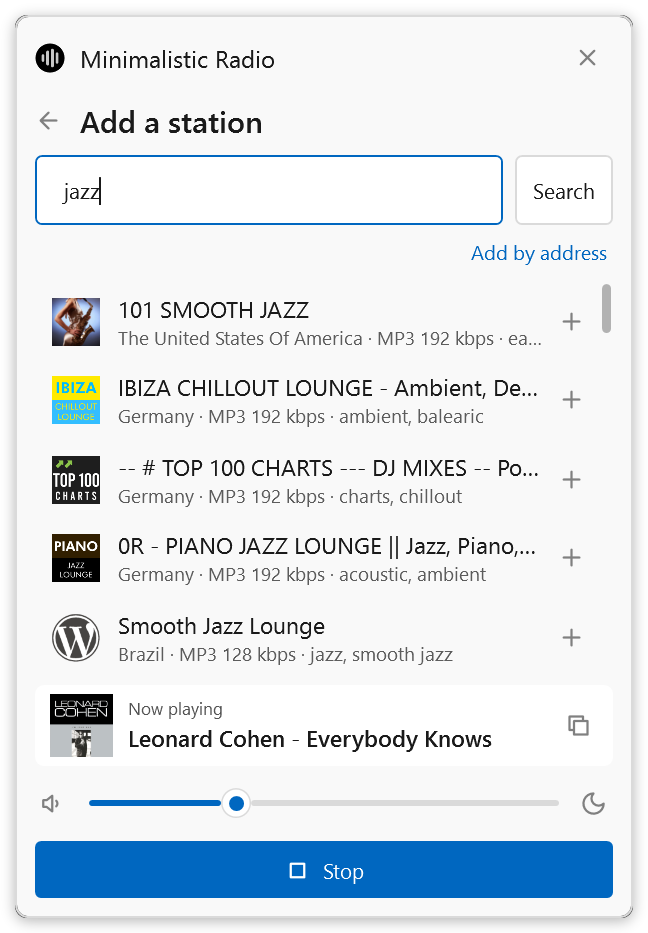 Minimalistic Radio
Add a station
jazz
Search
Add by address
101 SMOOTH JAZZ
The United States Of America · MP3 192 kbps · ea...
IBIZA
CHILLOUT
LOUNGE
IBIZA CHILLOUT LOUNGE - Ambient, De...
Germany · MP3 192 kbps · ambient, balearic
TOP 100
CHARTS
-- # TOP 100 CHARTS --- DJ MIXES -- Po...
Germany · MP3 192 kbps · charts, chillout
PIANO
JAZZ
LOUNGE
0R - PIANO JAZZ LOUNGE || Jazz, Piano,...
Germany · MP3 192 kbps · acoustic, ambient
W
Smooth Jazz Lounge
Brazil · MP3 128 kbps · jazz, smooth jazz
LEONARD
COHEN
Now playing
Leonard Cohen - Everybody Knows
Stop